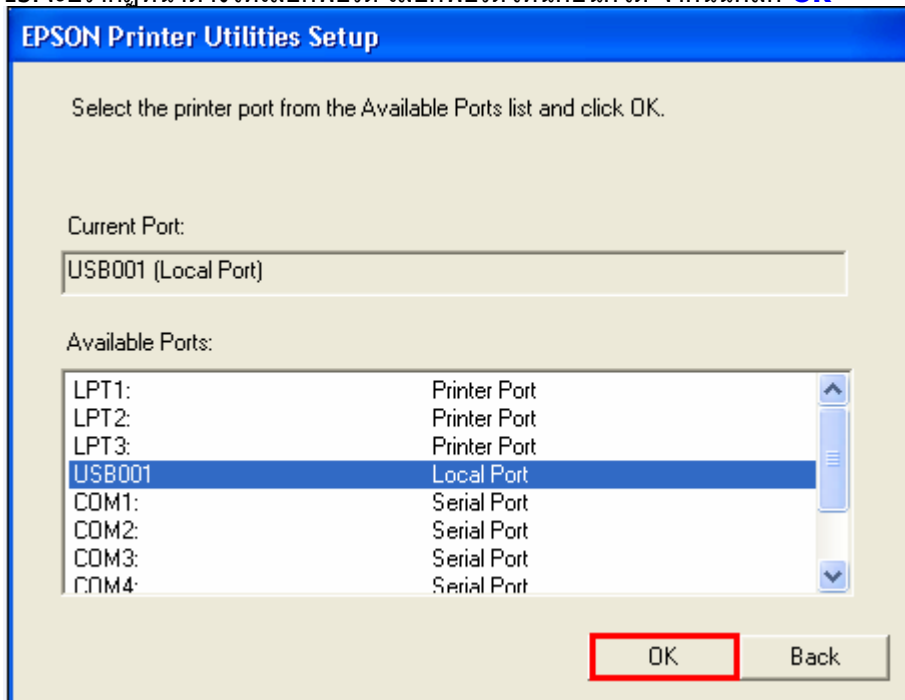 OK
EPSON Printer Utilities Setup
Select the printer port from the Available Ports list and click OK.
Current Port:
USB001 (Local Port)
Available Ports:
LPT1: Printer Port
LPT2: Printer Port
LPT3: Printer Port
USB001 Local Port
COM1: Serial Port
COM2: Serial Port
COM3: Serial Port
COM4: Serial Port
OK Back